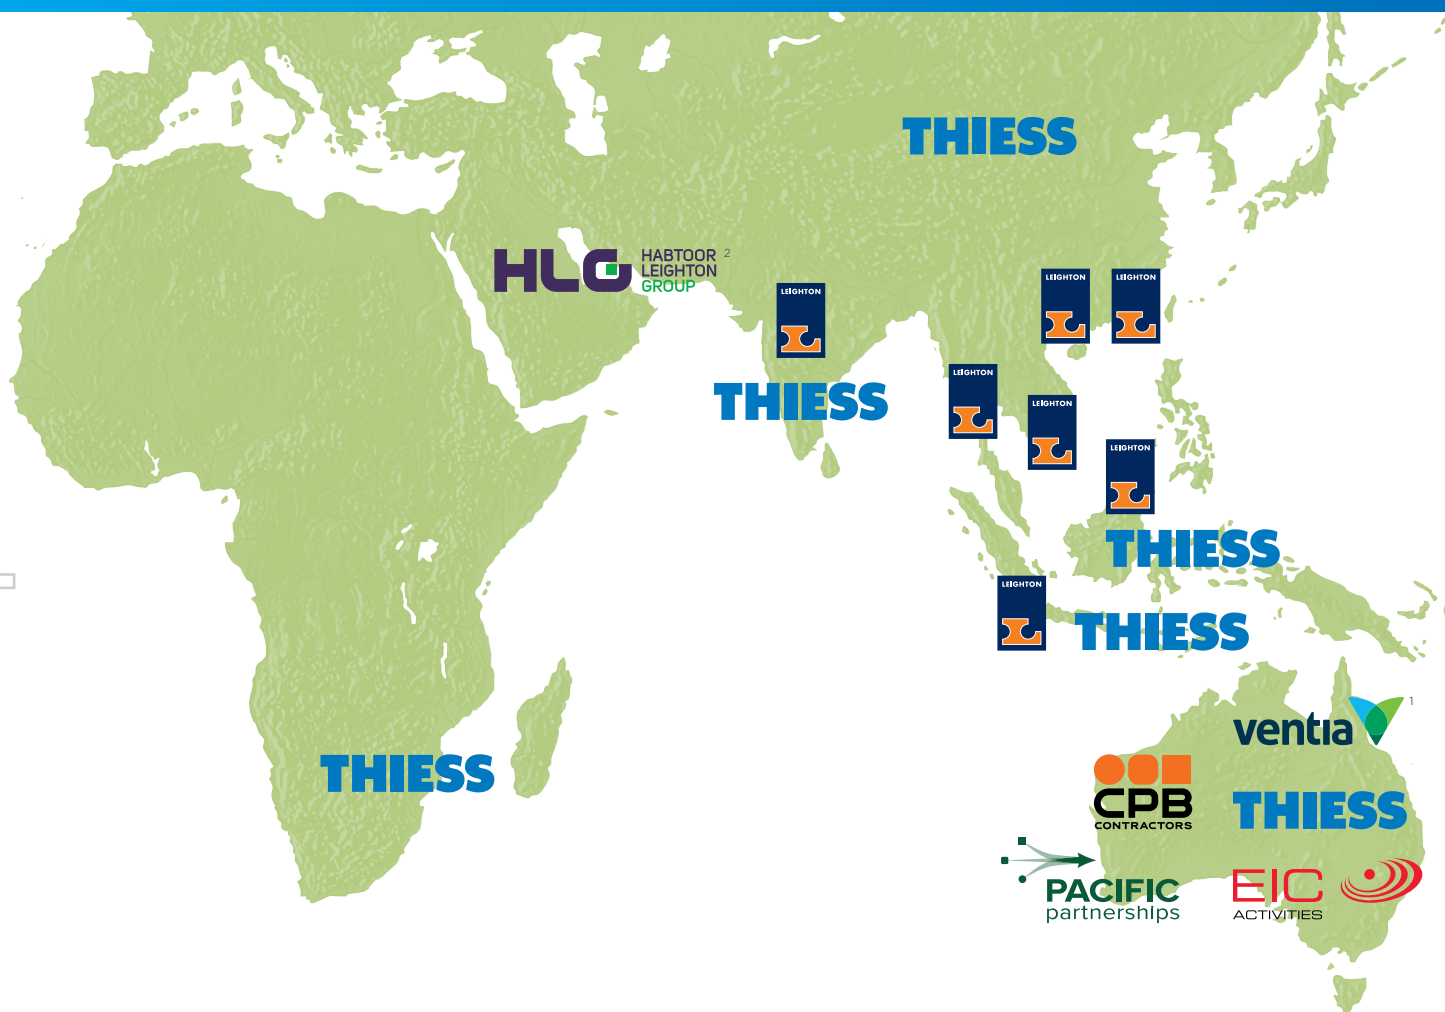 THIESS
HLG HABTOOR 2
LEIGHTON
GROUP
LEIGHTON
L
LEIGHTON
L
LEIGHTON
L
THIESS
LEIGHTON
L
LEIGHTON
L
LEIGHTON
L
THIESS
LEIGHTON
L
THIESS
ventia 1
THIESS
CPB
CONTRACTORS
THIESS
PACIFIC
partnerships
EIC
ACTIVITIES